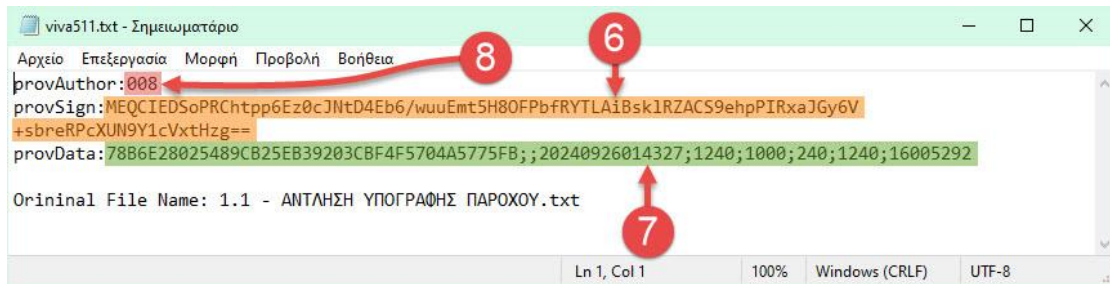 viva511.txt - Σημειωματάριο
Αρχείο Επεξεργασία Μορφή Προβολή Βοήθεια
8
6
provAuthor:008
provSign:MEQCIEDSoPRChtpp6Ez0cJNtD4Eb6/wuuEmt5H8OFPbfRYTLAiBsklRZACS9ehpPIRxaJGy6V
+sbreRPcXUN9Y1cVxtHzg==
provData:78B6E28025489CB25EB39203CBF4F5704A5775FB;;20240926014327;1240;1000;240;1240;16005292
Orininal File Name: 1.1 - ΑΝΤΛΗΣΗ ΥΠΟΓΡΑΦΗΣ ΠΑΡΟΧΟΥ.txt
7
Ln 1, Col 1 100% Windows (CRLF) UTF-8